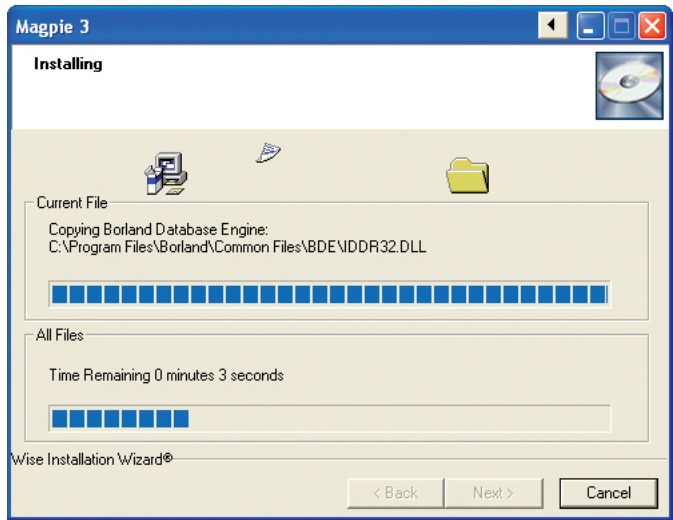 Magpie 3
Installing
Current File
Copying Borland Database Engine:
C:\Program Files\Borland\Common Files\BDE\IDDR32.DLL
All Files
Time Remaining 0 minutes 3 seconds
Wise Installation Wizard®
< Back
Next >
Cancel